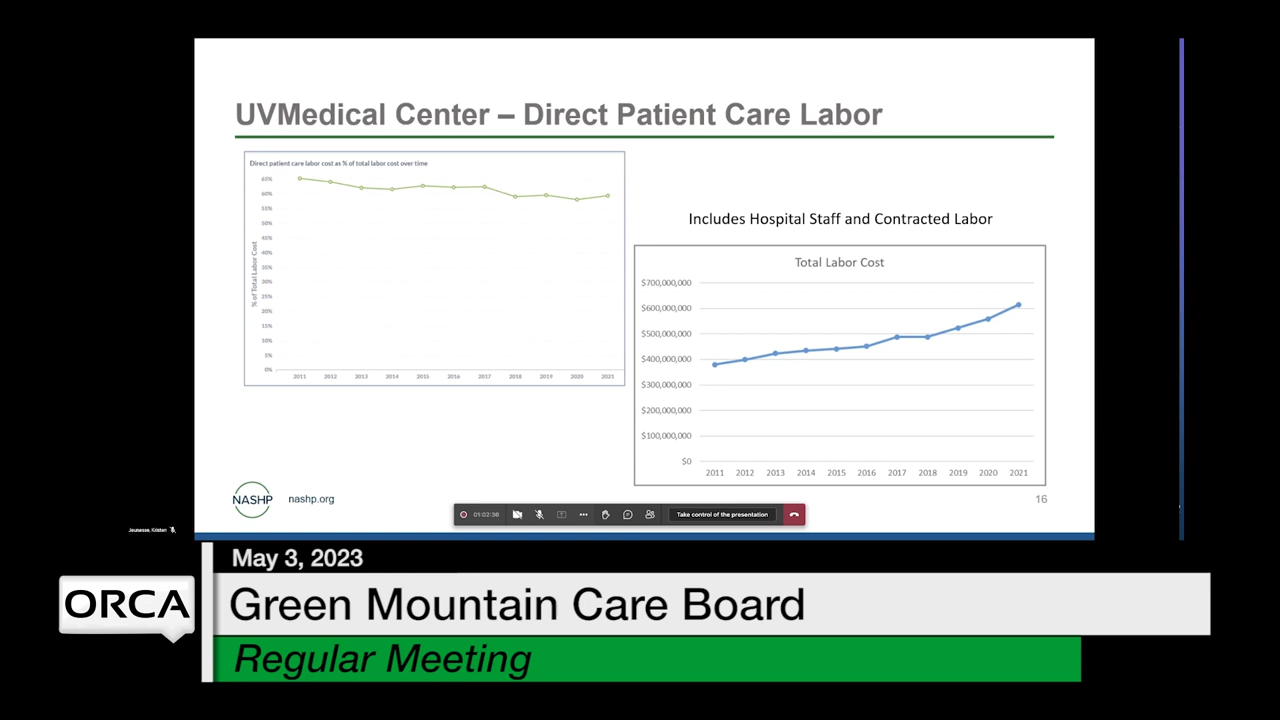 UVMedical Center – Direct Patient Care Labor
Direct patient care labor cost as % of total labor cost over time
% of Total Labor Cost
65%
60%
55%
50%
45%
40%
35%
30%
25%
20%
15%
10%
5%
0%
2011 2012 2013 2014 2015 2016 2017 2018 2019 2020 2021
Includes Hospital Staff and Contracted Labor
Total Labor Cost
$700,000,000
$600,000,000
$500,000,000
$400,000,000
$300,000,000
$200,000,000
$100,000,000
$0
2011 2012 2013 2014 2015 2016 2017 2018 2019 2020 2021
NASHP nashp.org
16
01:02:36
Take control of the presentation
Jeunesse, Kristen
May 3, 2023
ORCA
Green Mountain Care Board
Regular Meeting